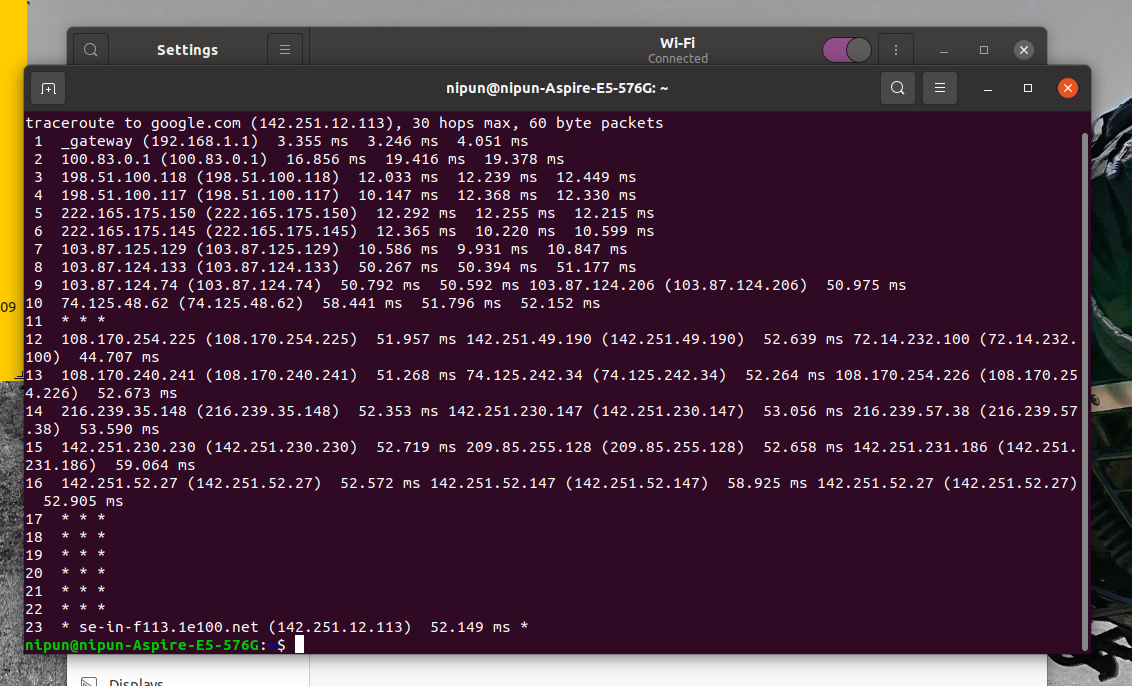 Settings
Wi-Fi
Connected
nipun@nipun-Aspire-E5-576G: ~
traceroute to google.com (142.251.12.113), 30 hops max, 60 byte packets
1 _gateway (192.168.1.1) 3.355 ms 3.246 ms 4.051 ms
2 100.83.0.1 (100.83.0.1) 16.856 ms 19.416 ms 19.378 ms
3 198.51.100.118 (198.51.100.118) 12.033 ms 12.239 ms 12.449 ms
4 198.51.100.117 (198.51.100.117) 10.147 ms 12.368 ms 12.330 ms
5 222.165.175.150 (222.165.175.150) 12.292 ms 12.255 ms 12.215 ms
6 222.165.175.145 (222.165.175.145) 12.365 ms 10.220 ms 10.599 ms
7 103.87.125.129 (103.87.125.129) 10.586 ms 9.931 ms 10.847 ms
8 103.87.124.133 (103.87.124.133) 50.267 ms 50.394 ms 51.177 ms
9 103.87.124.74 (103.87.124.74) 50.792 ms 50.592 ms 103.87.124.206 (103.87.124.206) 50.975 ms
09
10 74.125.48.62 (74.125.48.62) 58.441 ms 51.796 ms 52.152 ms
11 * * *
12 108.170.254.225 (108.170.254.225) 51.957 ms 142.251.49.190 (142.251.49.190) 52.639 ms 72.14.232.100 (72.14.232.
100) 44.707 ms
13 108.170.240.241 (108.170.240.241) 51.268 ms 74.125.242.34 (74.125.242.34) 52.264 ms 108.170.254.226 (108.170.25
4.226) 52.673 ms
14 216.239.35.148 (216.239.35.148) 52.353 ms 142.251.230.147 (142.251.230.147) 53.056 ms 216.239.57.38 (216.239.57
.38) 53.590 ms
15 142.251.230.230 (142.251.230.230) 52.719 ms 209.85.255.128 (209.85.255.128) 52.658 ms 142.251.231.186 (142.251.
231.186) 59.064 ms
16 142.251.52.27 (142.251.52.27) 52.572 ms 142.251.52.147 (142.251.52.147) 58.925 ms 142.251.52.27 (142.251.52.27)
52.905 ms
17 * * *
18 * * *
19 * * *
20 * * *
21 * * *
22 * * *
23 * se-in-f113.1e100.net (142.251.12.113) 52.149 ms *
nipun@nipun-Aspire-E5-576G:~$
Displays